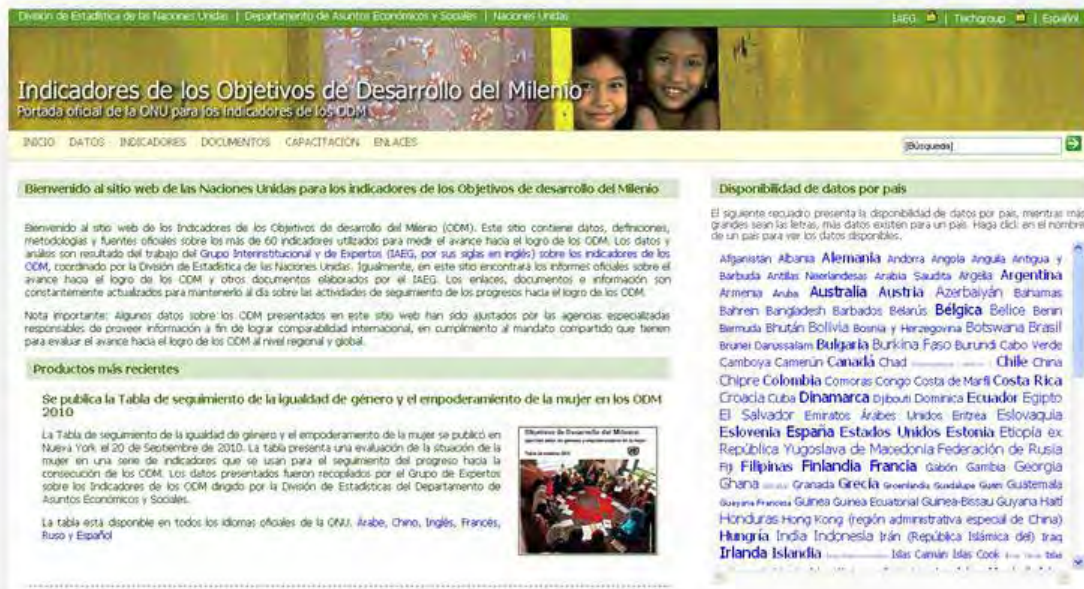 División de Estadística de las Naciones Unidas | Departamento de Asuntos Económicos y Sociales | Naciones Unidas
IAEG | Techgroup | Español
Indicadores de los Objetivos de Desarrollo del Milenio
Portada oficial de la ONU para los Indicadores de los ODM
INICIO DATOS INDICADORES DOCUMENTOS CAPACITACIÓN ENLACES
[Búsqueda]
Bienvenido al sitio web de las Naciones Unidas para los indicadores de los Objetivos de desarrollo del Milenio
Bienvenido al sitio web de los Indicadores de los Objetivos de desarrollo del Milenio (ODM). Este sitio contiene datos, definiciones,
metodologías y fuentes oficiales sobre los más de 60 indicadores utilizados para medir el avance hacia el logro de los ODM. Los datos y
análisis son resultado del trabajo del Grupo Interinstitucional y de Expertos (IAEG, por sus siglas en inglés) sobre los indicadores de los
ODM, coordinado por la División de Estadística de las Naciones Unidas. Igualmente, en este sitio encontrará los informes oficiales sobre el
avance hacia el logro de los ODM y otros documentos elaborados por el IAEG. Los enlaces, documentos e información son
constantemente actualizados para mantenerlo al día sobre las actividades de seguimiento de los progresos hacia el logro de los ODM.
Nota importante: Algunos datos sobre los ODM presentados en este sitio web han sido ajustados por las agencias especializadas
responsables de proveer información a fin de lograr comparabilidad internacional, en cumplimiento al mandato compartido que tienen
para evaluar el avance hacia el logro de los ODM al nivel regional y global.
Productos más recientes
Se publica la Tabla de seguimiento de la igualdad de género y el empoderamiento de la mujer en los ODM
2010
La Tabla de seguimiento de la igualdad de género y el empoderamiento de la mujer se publicó en
Nueva York el 20 de Septiembre de 2010. La tabla presenta una evaluación de la situación de la
mujer en una serie de indicadores que se usan para el seguimiento del progreso hacia la
consecución de los ODM. Los datos presentados fueron recopilados por el Grupo de Expertos
sobre los Indicadores de los ODM dirigido por la División de Estadísticas del Departamento de
Asuntos Económicos y Sociales.
La tabla está disponible en todos los idiomas oficiales de la ONU. Árabe, Chino, Inglés, Francés,
Ruso y Español
Objetivos de Desarrollo del Milenio
Disponibilidad de datos por país
El siguiente recuadro presenta la disponibilidad de datos por país, mientras más
grandes sean las letras, más datos existen para un país. Haga click en el nombre
de un país para ver los datos disponibles.
Afganistán Albania Alemania Andorra Angola Anguila Antigua y
Barbuda Antillas Neerlandesas Arabia Saudita Argelia Argentina
Armenia Aruba Australia Austria Azerbaiyán Bahamas
Bahrein Bangladesh Barbados Belarús Bélgica Belice Benin
Bermuda Bhután Bolivia Bosnia y Herzegovina Botswana Brasil
Brunei Darussalam Bulgaria Burkina Faso Burundi Cabo Verde
Camboya Camerún Canadá Chad Chile China
Chipre Colombia Comoras Congo Costa de Marfil Costa Rica
Croacia Cuba Dinamarca Djibouti Dominica Ecuador Egipto
El Salvador Emiratos Árabes Unidos Eritrea Eslovaquia
Eslovenia España Estados Unidos Estonia Etiopía ex
República Yugoslava de Macedonia Federación de Rusia
Fiji Filipinas Finlandia Francia Gabón Gambia Georgia
Ghana Granada Grecia Groenlandia Guadalupe Guam Guatemala
Guayana Francesa Guinea Guinea Ecuatorial Guinea-Bissau Guyana Haití
Honduras Hong Kong (región administrativa especial de China)
Hungría India Indonesia Irán (República Islámica del) Iraq
Irlanda Islandia Islas Caimán Islas Cook Islas